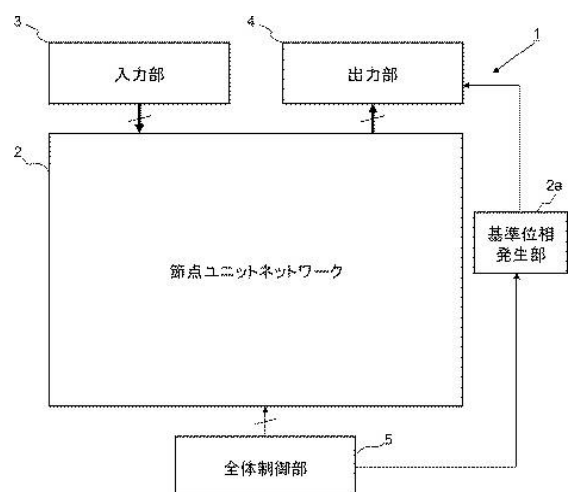 3
入力部
4
出力部
1
2
節点ユニットネットワーク
2a
基準位相
発生部
5
全体制御部